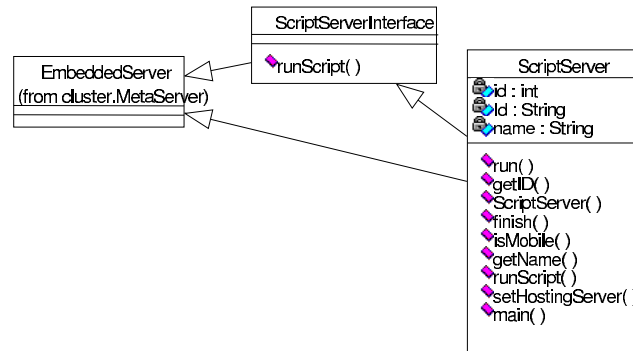 ScriptServerInterface
runScript( )
EmbeddedServer
(from cluster.MetaServer)
ScriptServer
id : int
Id : String
name : String
run( )
getID( )
ScriptServer( )
finish( )
isMobile( )
getName( )
runScript( )
setHostingServer( )
main( )